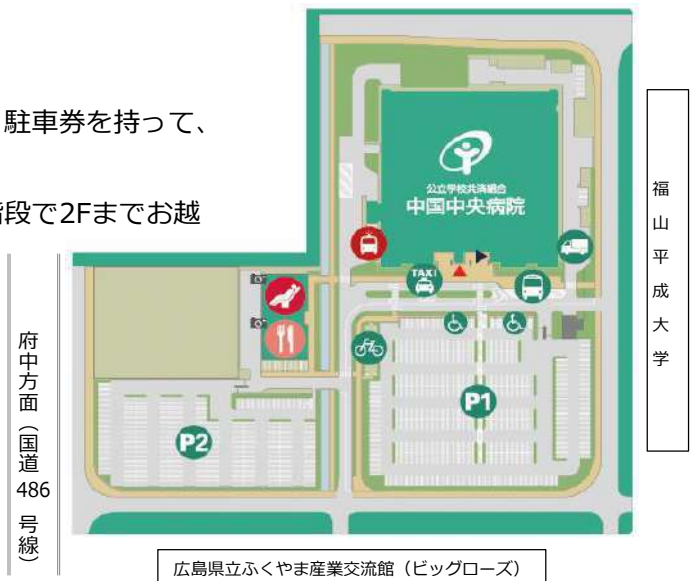 駐車券を持って、
階段で2Fまでお越
公立学校共済組合
中国中央病院
TAXI
P1
P2
福山平成大学
府中方面（国道486号線）
広島県立ふくやま産業交流館（ビッグローズ）